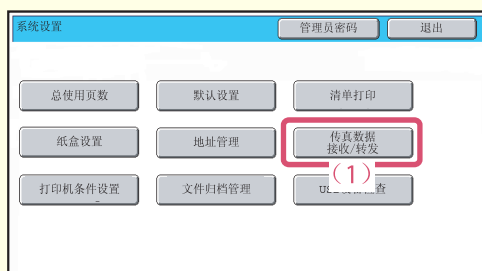 系统设置
管理员密码
退出
总使用页数
默认设置
清单打印
纸盒设置
地址管理
传真数据
接收/转发
(1)
打印机条件设置
文件归档管理
查